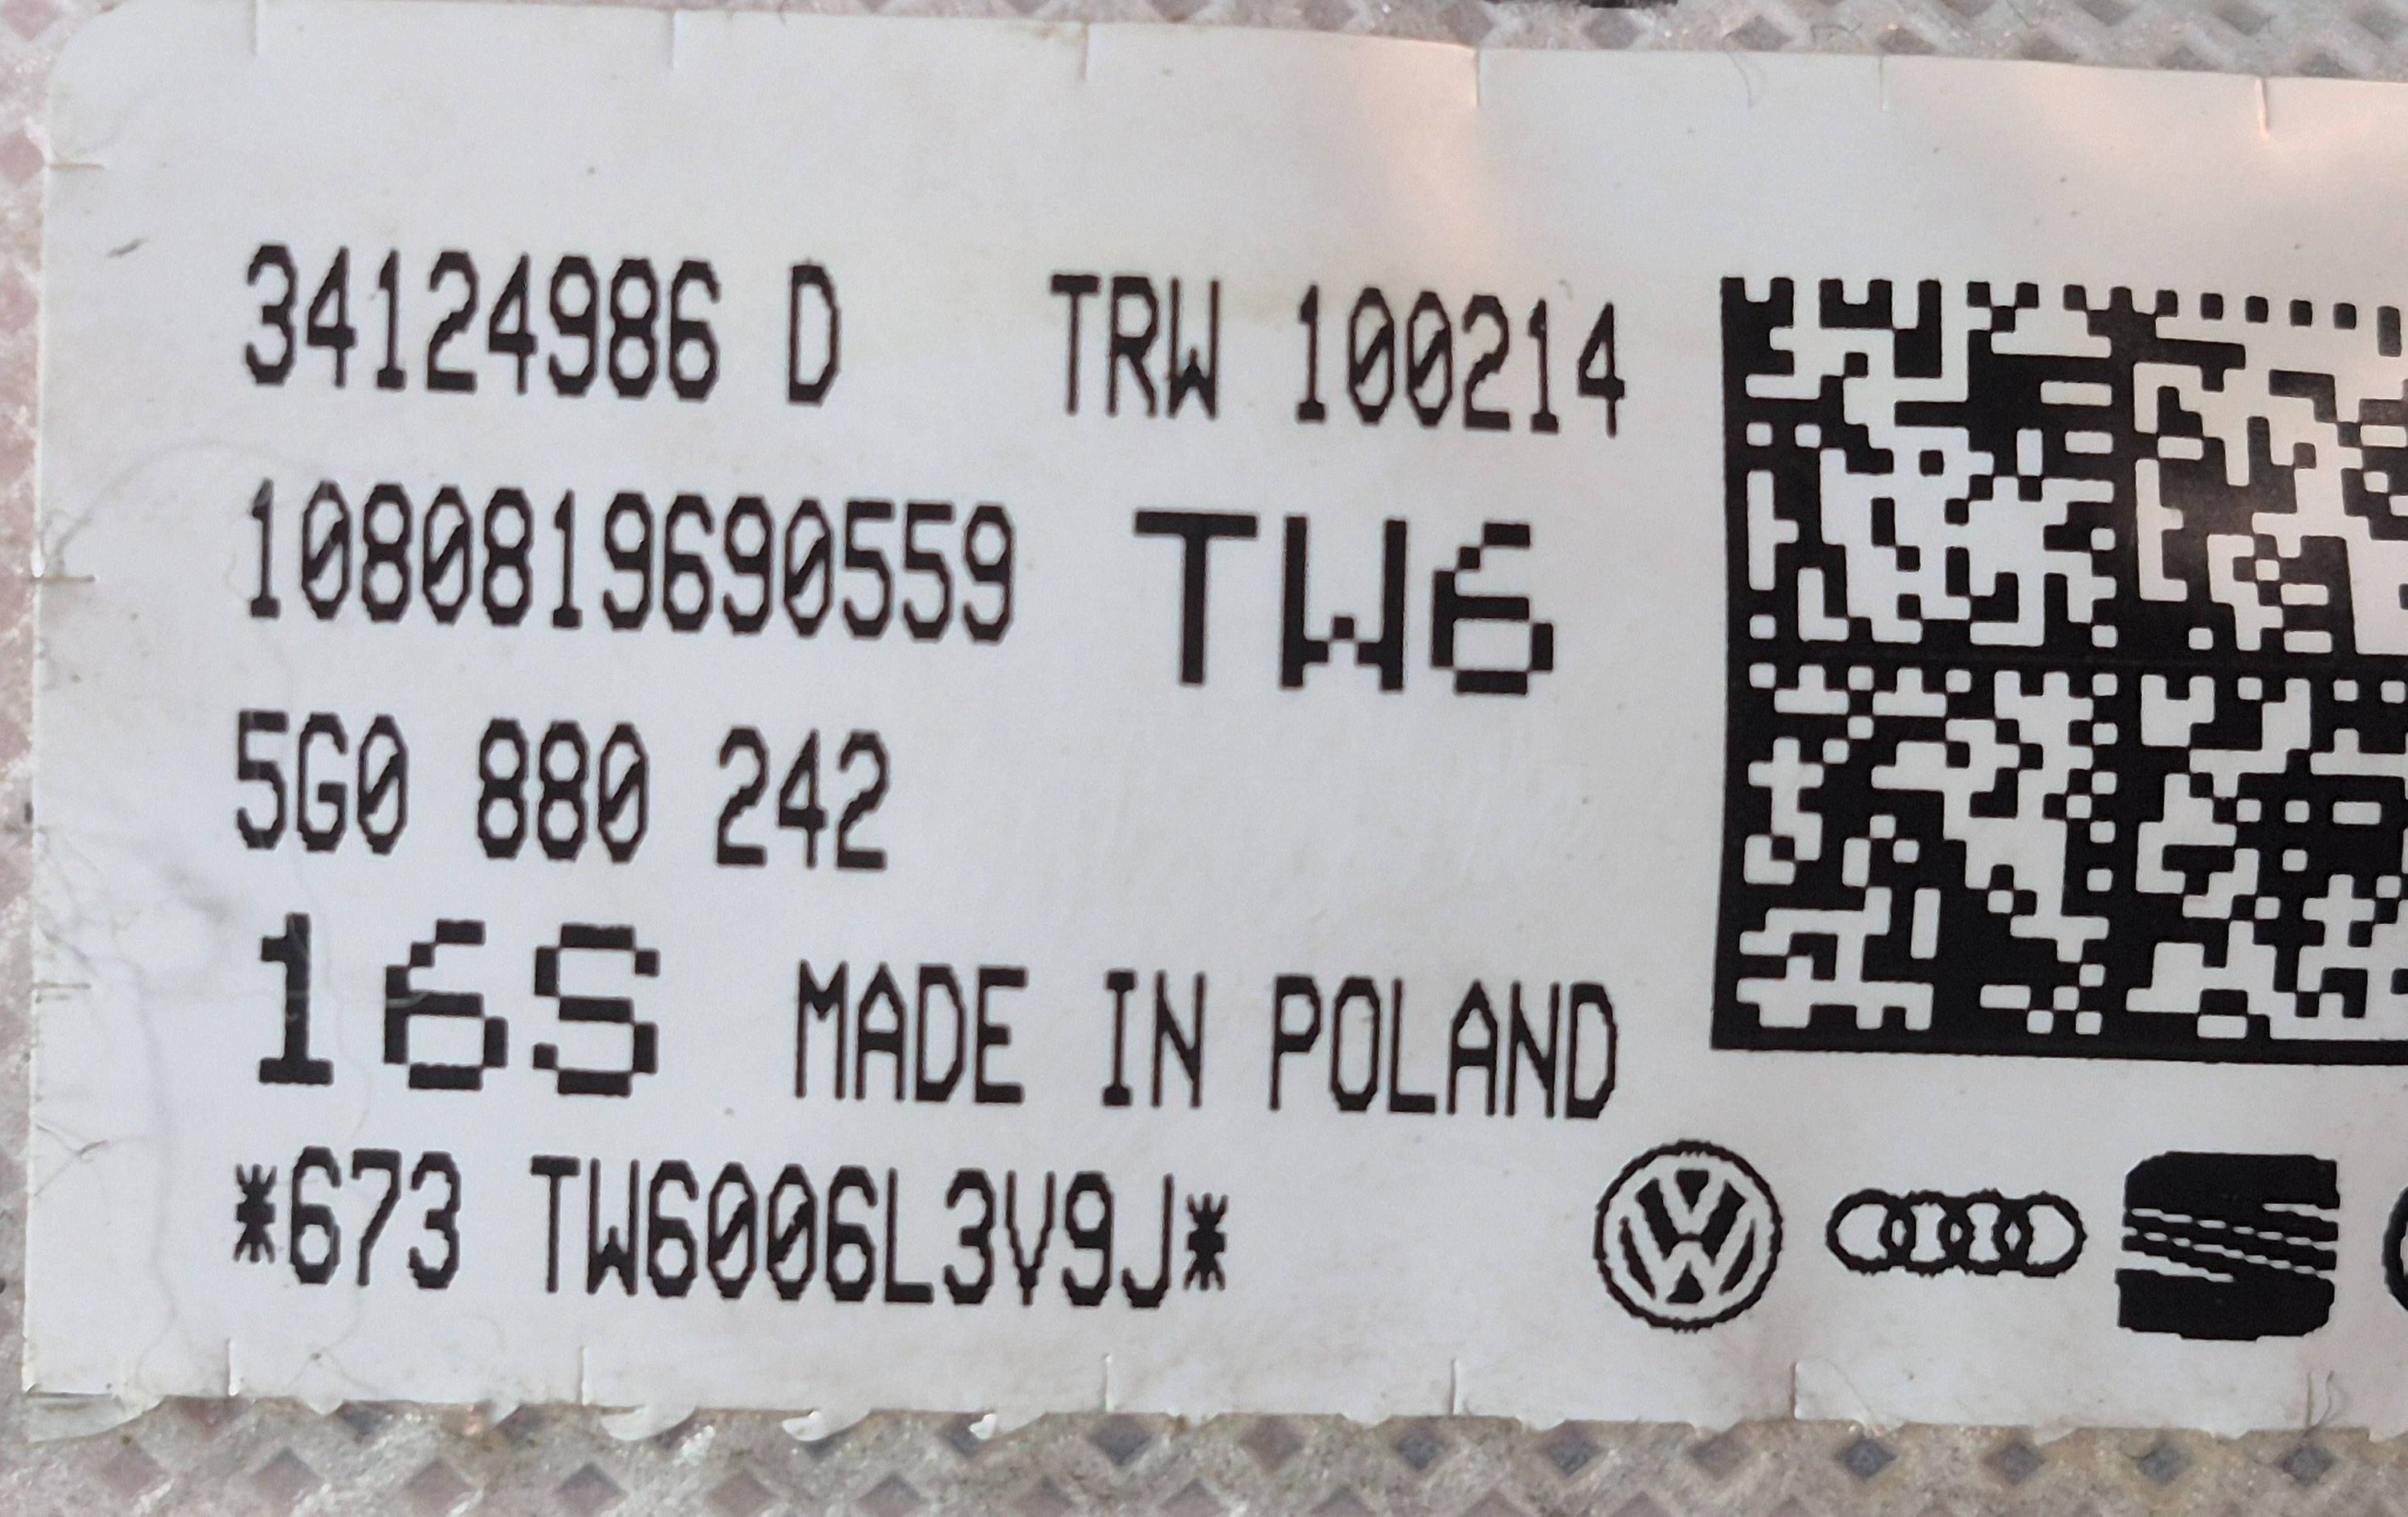 34124986 D TRW 100214
1080819690559 TW6
5G0 880 242
16S MADE IN POLAND
*673 TW6006L3V9J*